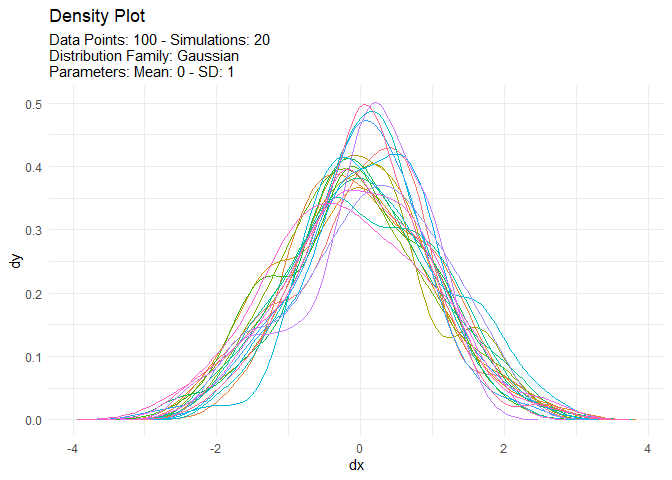 Density Plot
Data Points: 100 - Simulations: 20
Distribution Family: Gaussian
Parameters: Mean: 0 - SD: 1
0.5
0.4
0.3
0.2
0.1
0.0
dy
-4
-2
0
2
4
dx